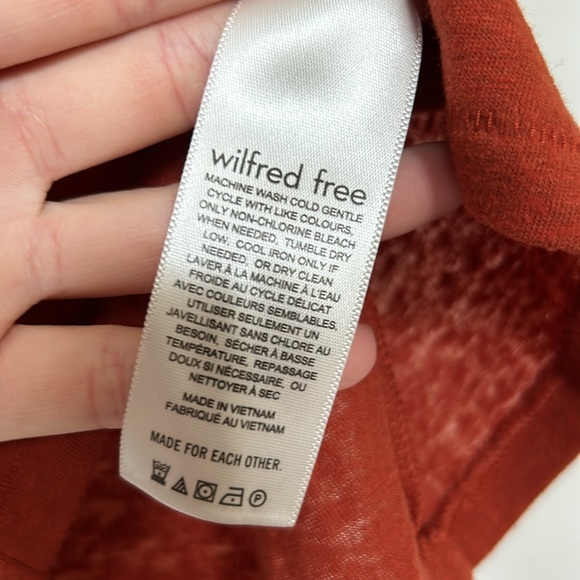 wilfred free
MACHINE WASH COLD GENTLE
CYCLE WITH LIKE COLOURS.
ONLY NON-CHLORINE BLEACH
WHEN NEEDED. TUMBLE DRY
LOW. COOL IRON ONLY IF
NEEDED, OR DRY CLEAN
LAVER À LA MACHINE À L'EAU
FROIDE AU CYCLE DÉLICAT
AVEC COULEURS SEMBLABLES.
UTILISER SEULEMENT UN
JAVELLISANT SANS CHLORE AU
BESOIN. SÉCHER À BASSE
TEMPÉRATURE, REPASSAGE
DOUX SI NÉCESSAIRE, OU
NETTOYER À SEC
MADE IN VIETNAM
FABRIQUÉ AU VIETNAM
MADE FOR EACH OTHER.
P